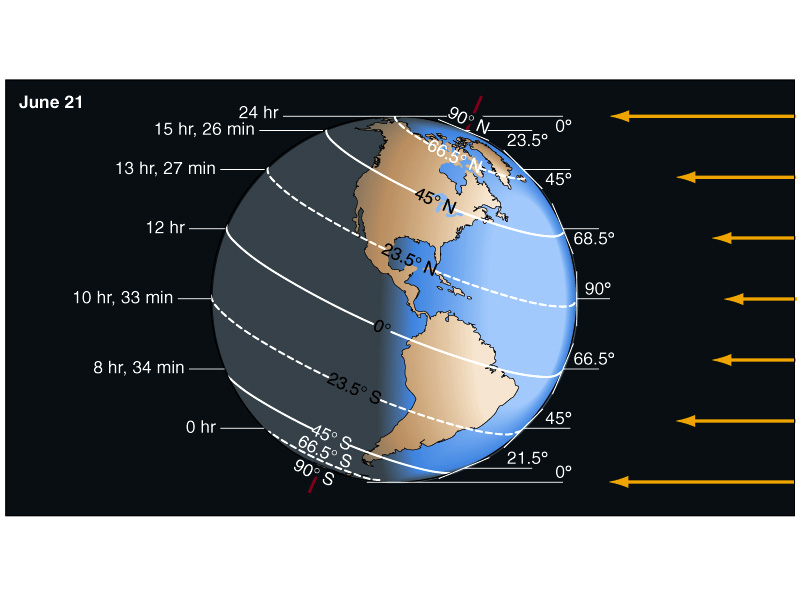 June 21
24 hr
15 hr, 26 min
13 hr, 27 min
12 hr
10 hr, 33 min
8 hr, 34 min
0 hr
90° N
66.5° N
45° N
23.5° N
0°
23.5° S
45° S
66.5° S
90° S
0°
23.5°
45°
68.5°
90°
66.5°
45°
21.5°
0°